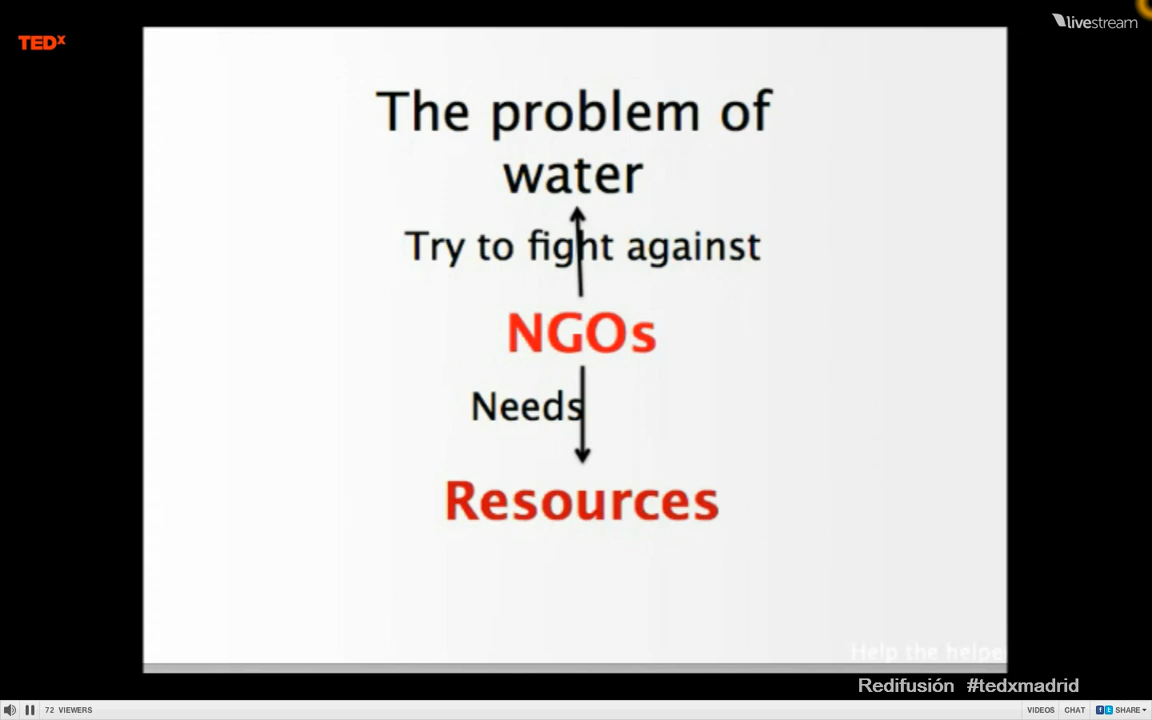 livestream
TEDx
The problem of
water
Try to fight against
NGOs
Needs
Resources
Help the helpe
Redifusión #tedxmadrid
72 VIEWERS
VIDEOS CHAT SHARE